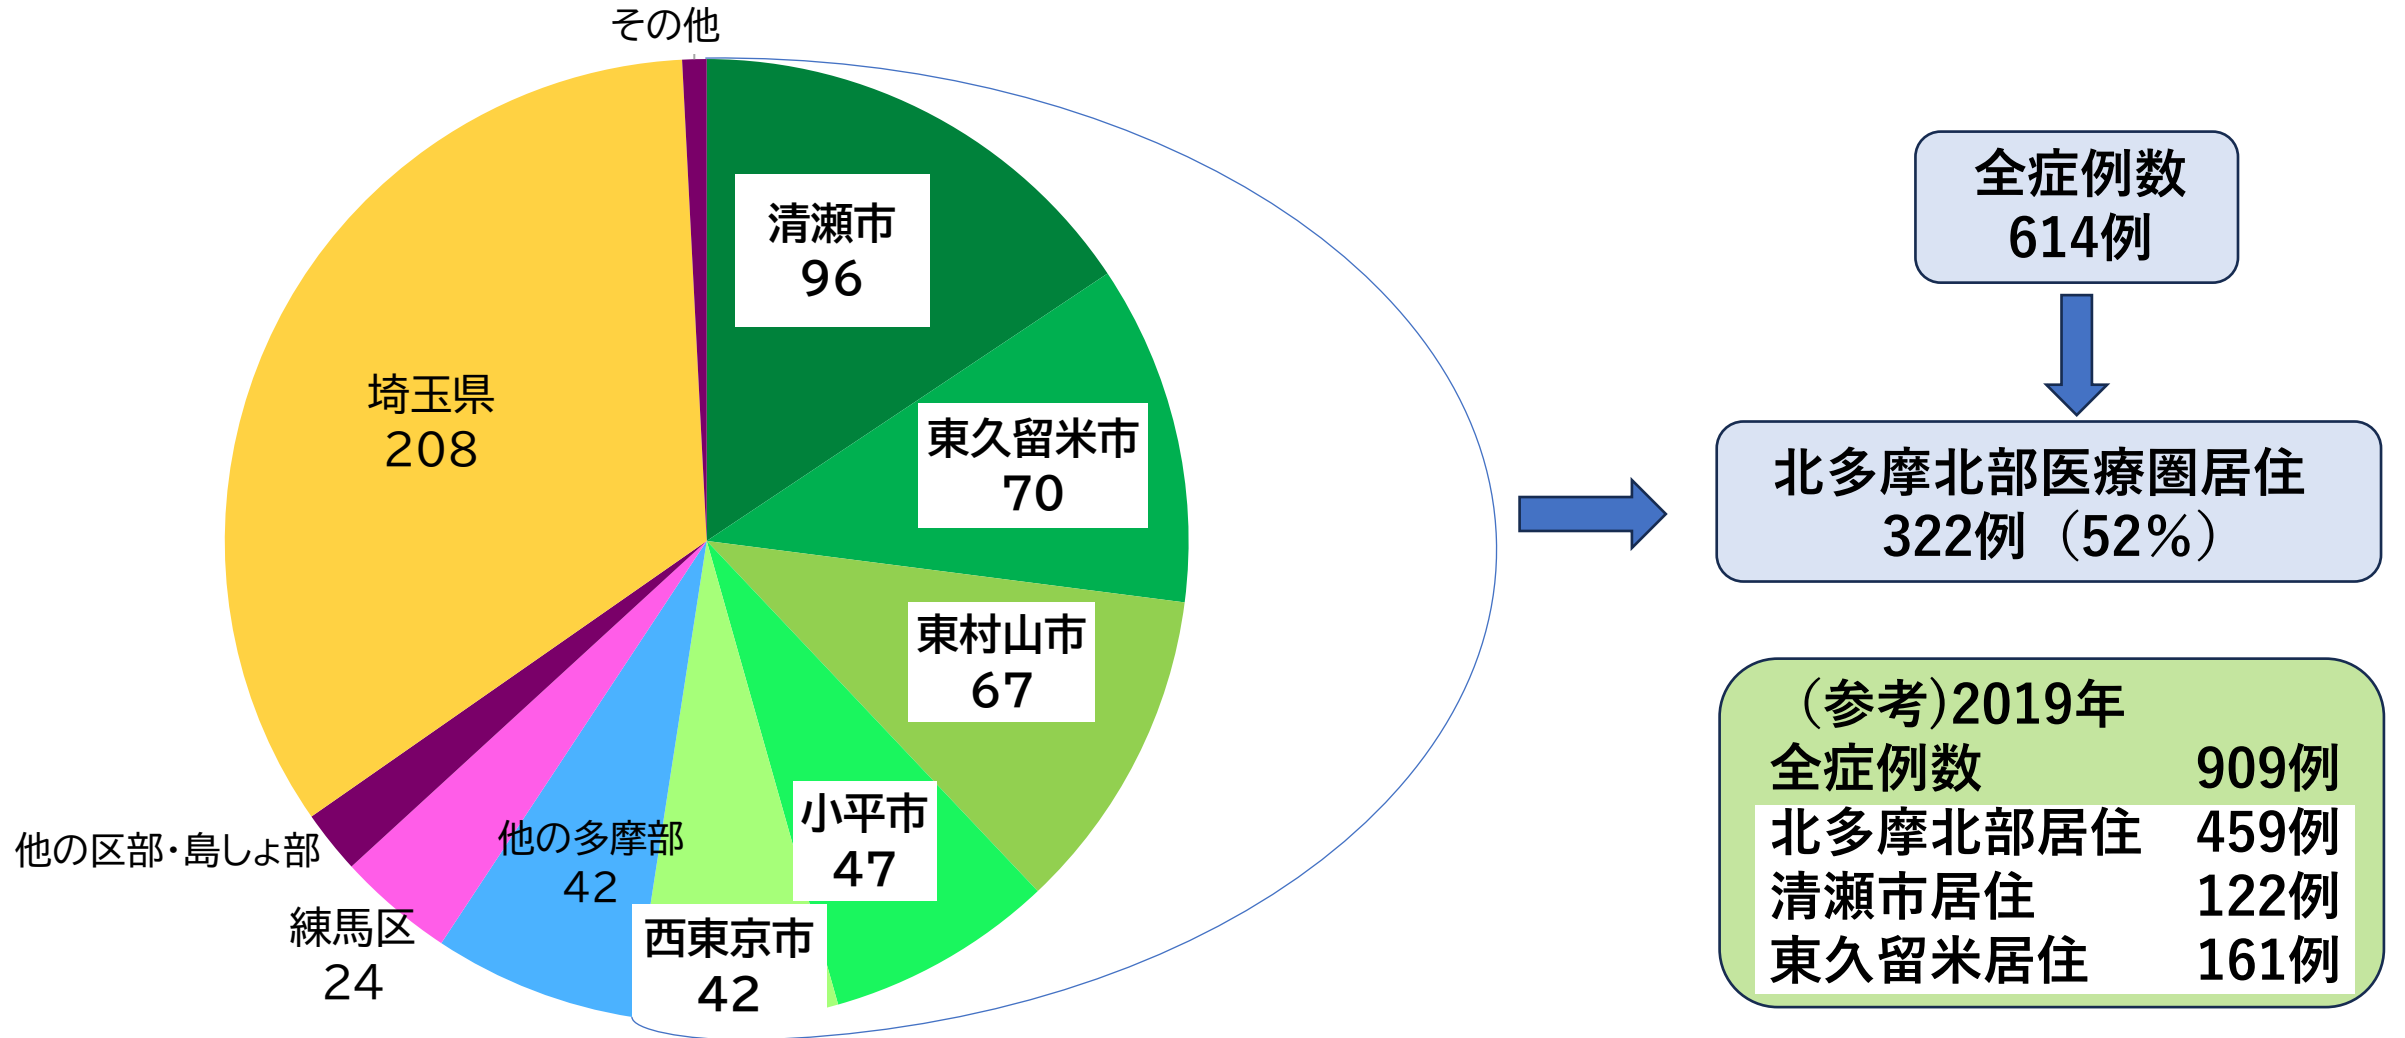 その他
清瀬市
96
東久留米市
70
東村山市
67
小平市
47
西東京市
42
他の多摩部
42
練馬区
24
他の区部・島しょ部
埼玉県
208
全症例数
614例
北多摩北部医療圏居住
322例（52％）
（参考)2019年
全症例数 909例
北多摩北部居住 459例
清瀬市居住 122例
東久留米居住 161例